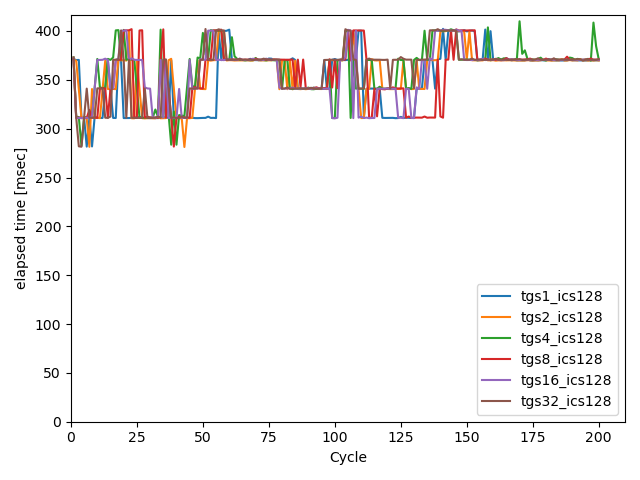 400
350
300
250
200
150
100
50
0
elapsed time [msec]
0 25 50 75 100 125 150 175 200
Cycle
tgs1_ics128
tgs2_ics128
tgs4_ics128
tgs8_ics128
tgs16_ics128
tgs32_ics128